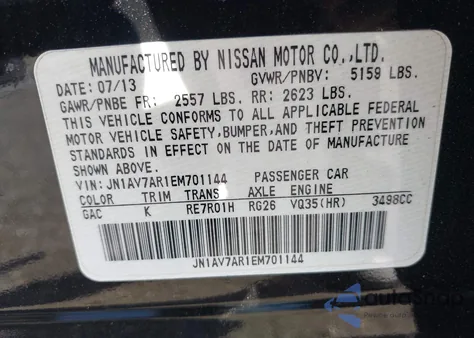 MANUFACTURED BY NISSAN MOTOR CO.,LTD.
DATE: 07/13 GVWR/PNBV: 5159 LBS.
GAWR/PNBE FR: 2557 LBS. RR: 2623 LBS.
THIS VEHICLE CONFORMS TO ALL APPLICABLE FEDERAL
MOTOR VEHICLE SAFETY,BUMPER,AND THEFT PREVENTION
STANDARDS IN EFFECT ON THE DATE OF MANUFACTURE
SHOWN ABOVE.
VIN: JN1AV7AR1EM701144 PASSENGER CAR
COLOR TRIM TRANS AXLE ENGINE
GAC K RE7R01H RG26 VQ35(HR) 3498CC
JN1AV7AR1EM701144